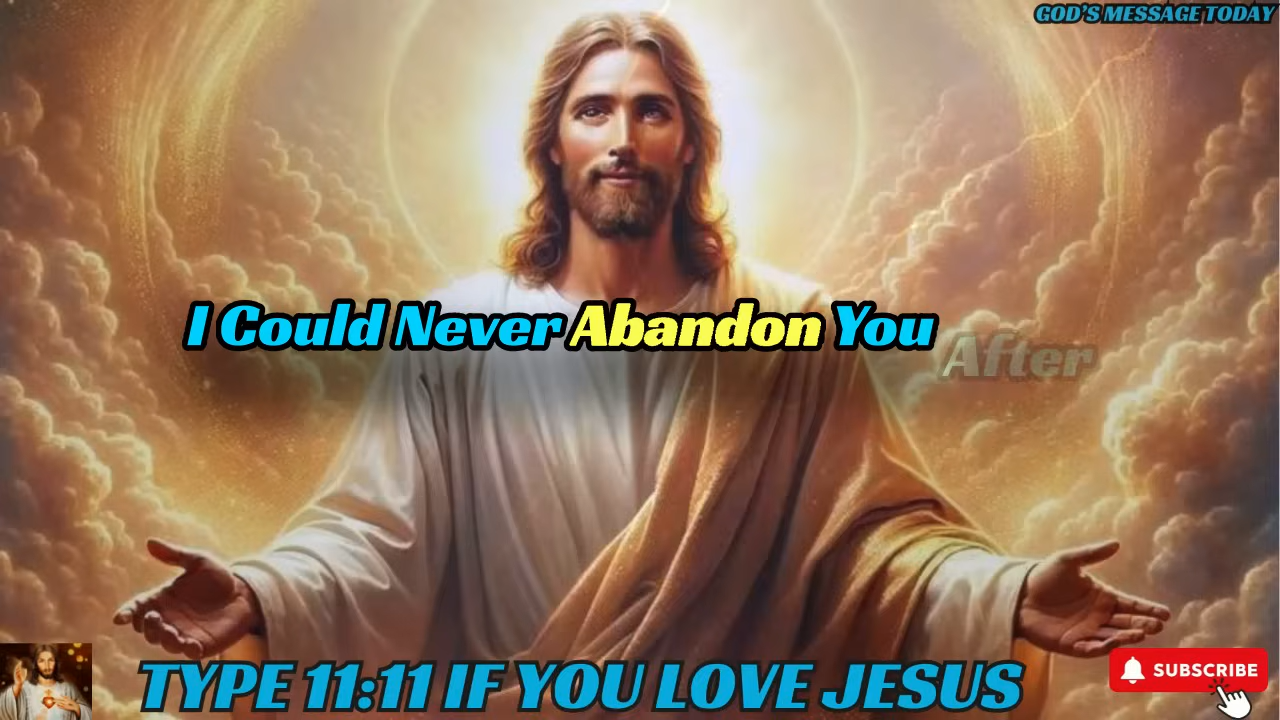 GOD'S MESSAGE TODAY
I Could Never Abandon You After
TYPE 11:11 IF YOU LOVE JESUS
SUBSCRIBE